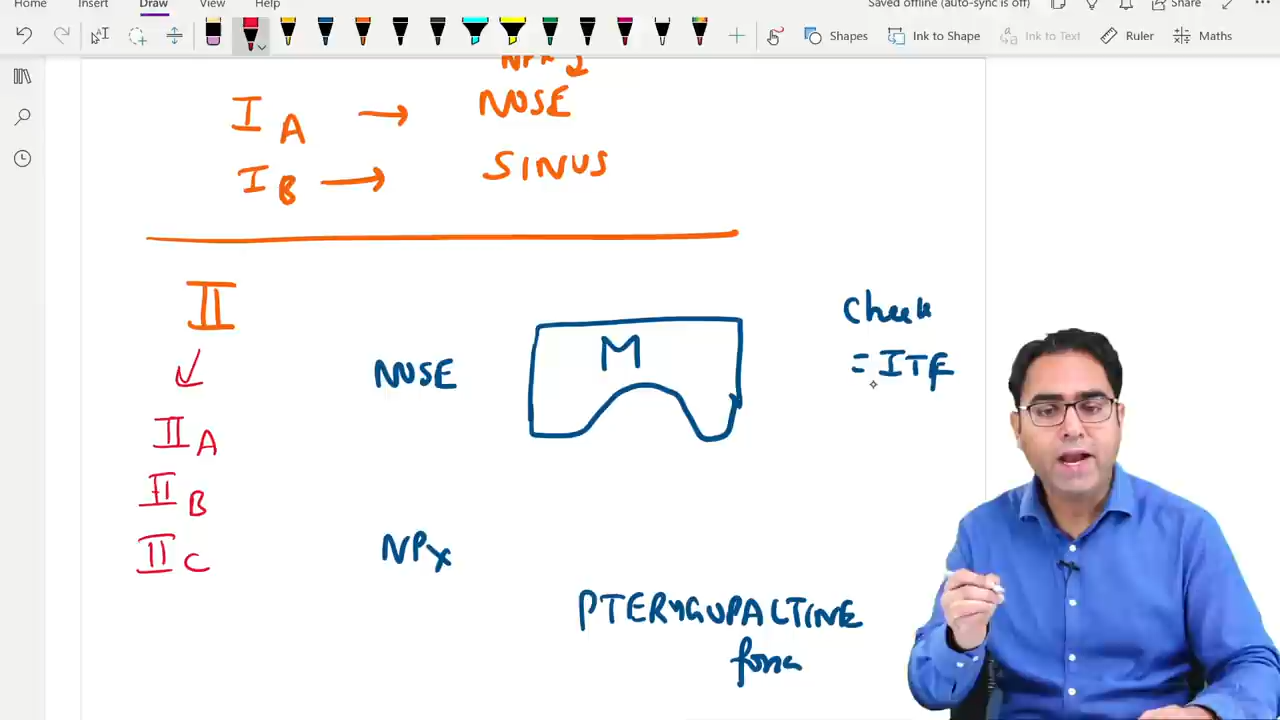 Home Insert Draw View Help Saved offline (auto-sync is off) Share
Shapes Ink to Shape Ink to Text Ruler Maths
NPx
I A → NOSE
I B → SINUS
II
II A
II B
II C
NOSE
M
Cheek
= ITF
NPx
PTERYGOPALTINE
fossa